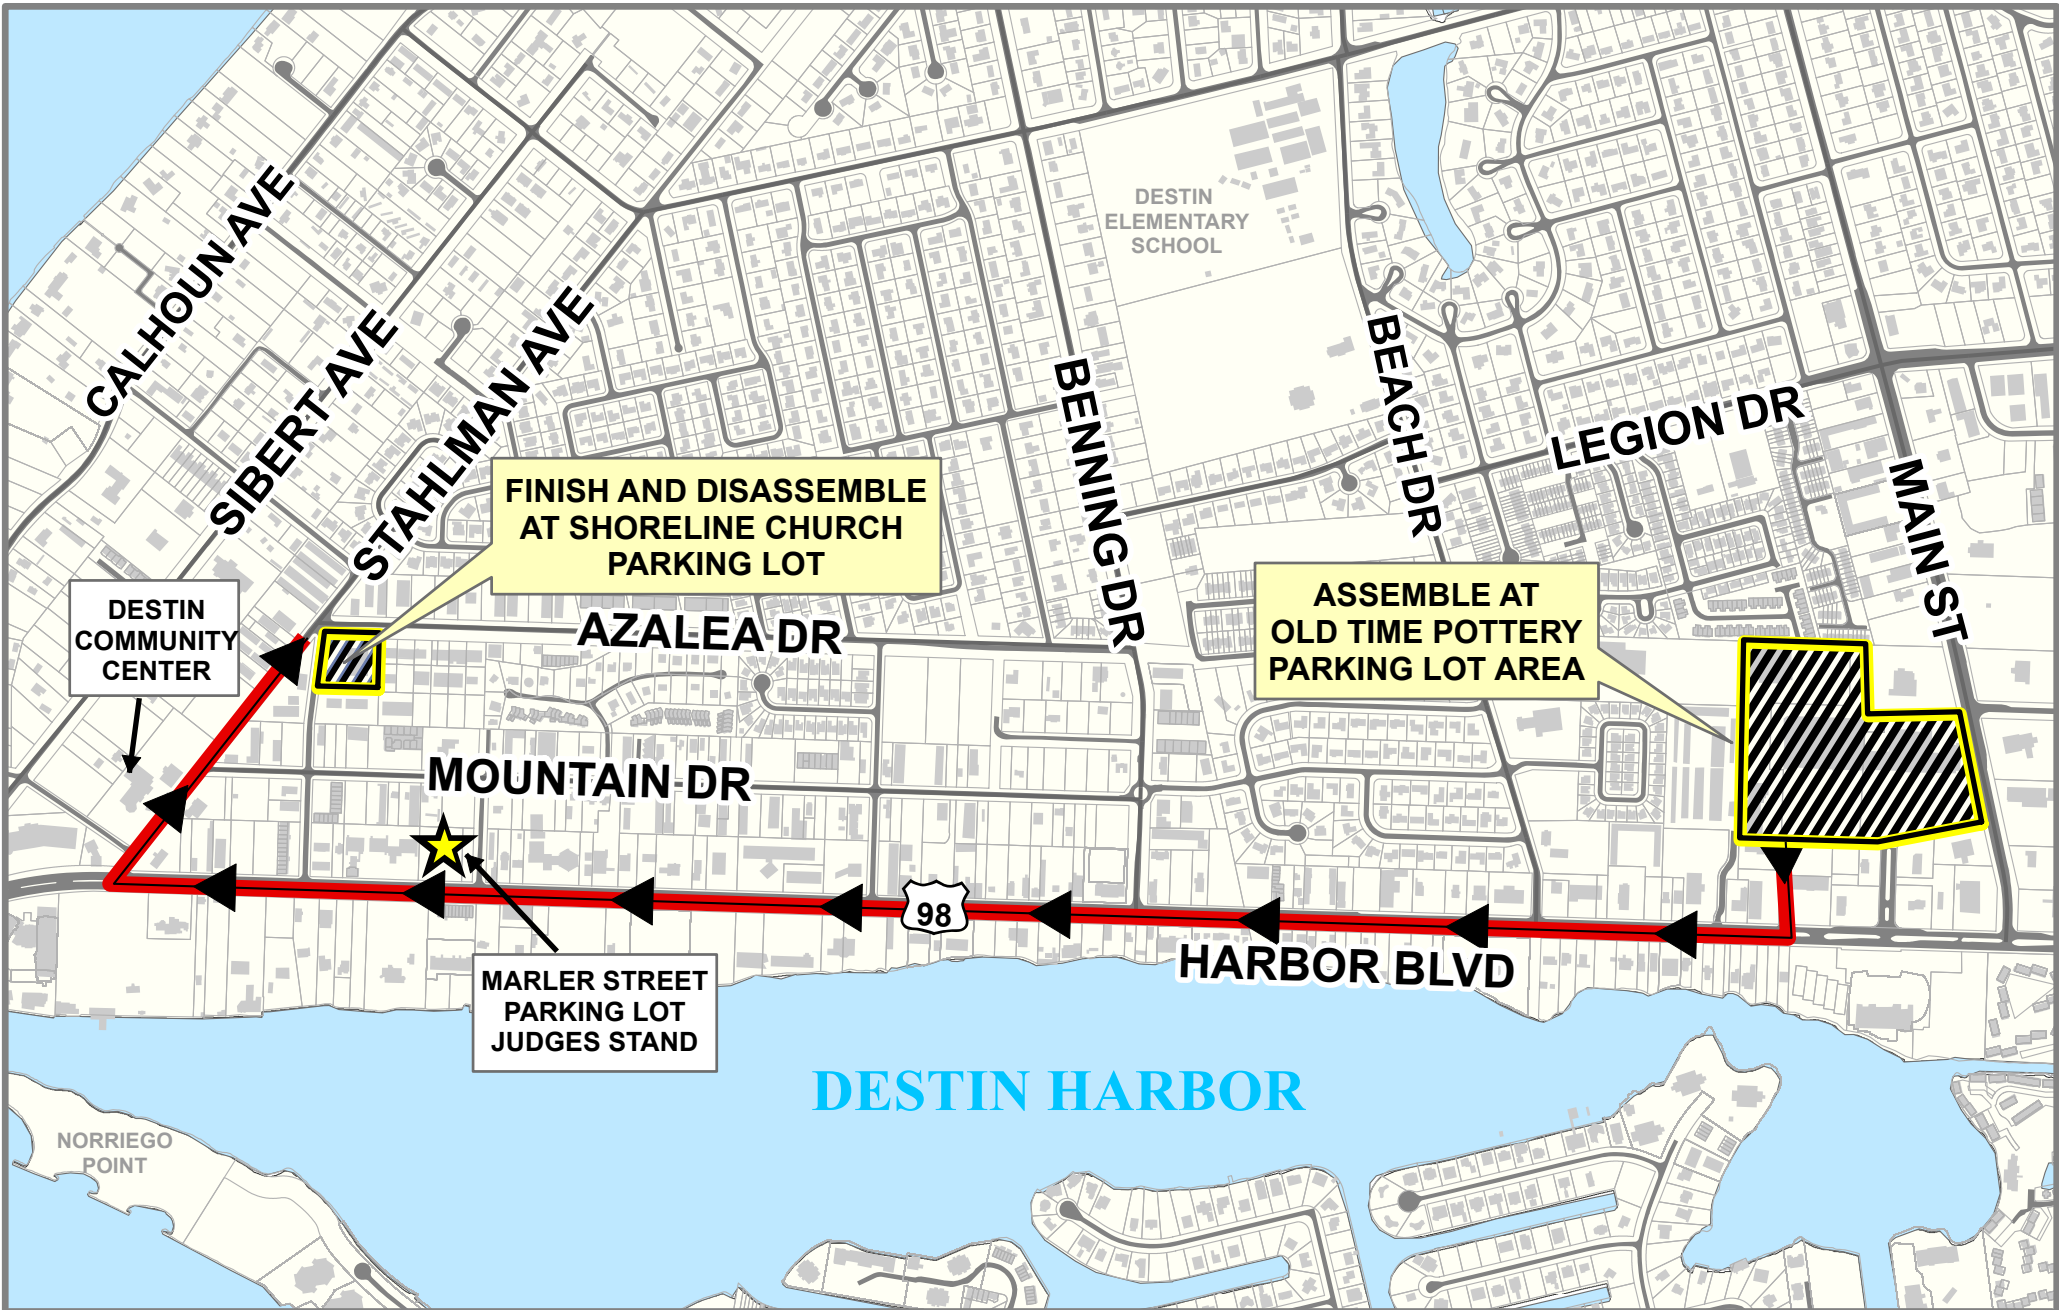 DESTIN
ELEMENTARY
SCHOOL
CALHOUN AVE
SIBERT AVE
STAHLMAN AVE
BENNING DR
BEACH DR
LEGION DR
MAIN ST
FINISH AND DISASSEMBLE
AT SHORELINE CHURCH
PARKING LOT
DESTIN
COMMUNITY
CENTER
AZALEA DR
ASSEMBLE AT
OLD TIME POTTERY
PARKING LOT AREA
MOUNTAIN DR
98
HARBOR BLVD
MARLER STREET
PARKING LOT
JUDGES STAND
DESTIN HARBOR
NORRIEGO
POINT